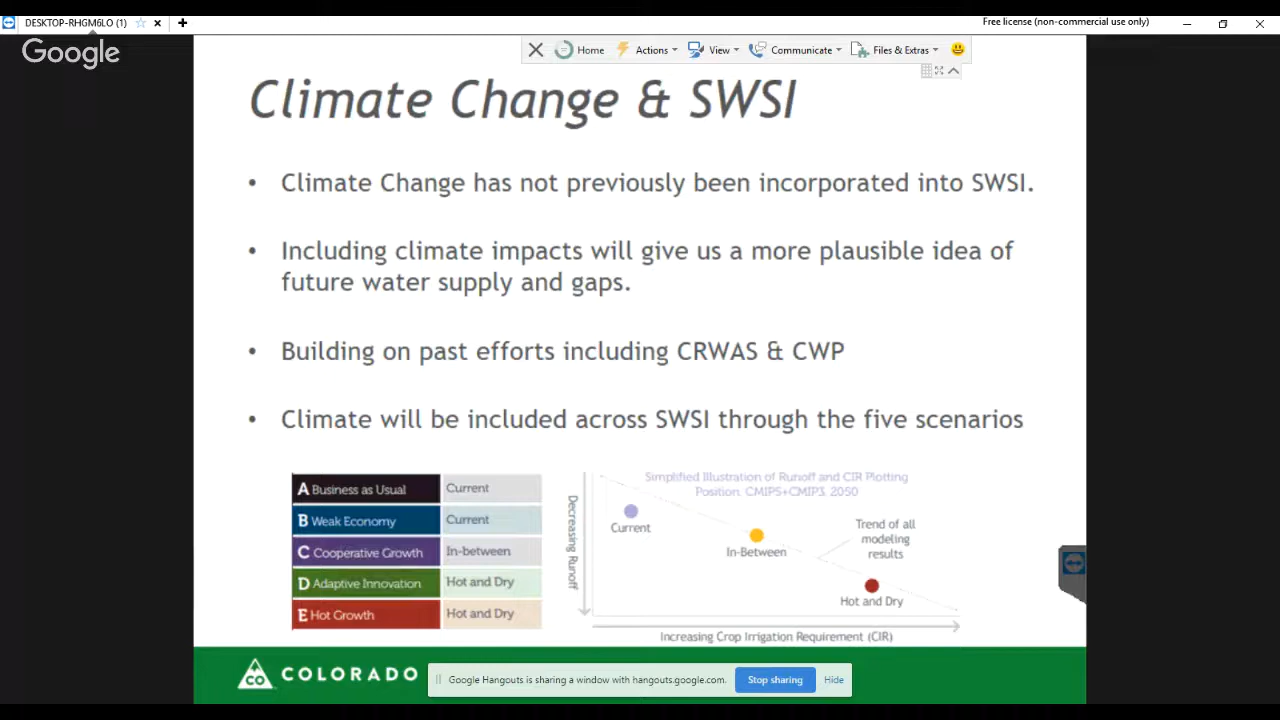 DESKTOP-RHGM6LO (1)
Free license (non-commercial use only)
Google
Home Actions View Communicate Files & Extras
Climate Change & SWSI
• Climate Change has not previously been incorporated into SWSI.
• Including climate impacts will give us a more plausible idea of
future water supply and gaps.
• Building on past efforts including CRWAS & CWP
• Climate will be included across SWSI through the five scenarios
A Business as Usual Current
B Weak Economy Current
C Cooperative Growth In-between
D Adaptive Innovation Hot and Dry
E Hot Growth Hot and Dry
Decreasing Runoff
Simplified Illustration of Runoff and CIR Plotting
Position. CMIP5+CMIP3, 2050
Current
In-Between
Trend of all
modeling
results
Hot and Dry
Increasing Crop Irrigation Requirement (CIR)
CO
COLORADO
Google Hangouts is sharing a window with hangouts.google.com. Stop sharing Hide